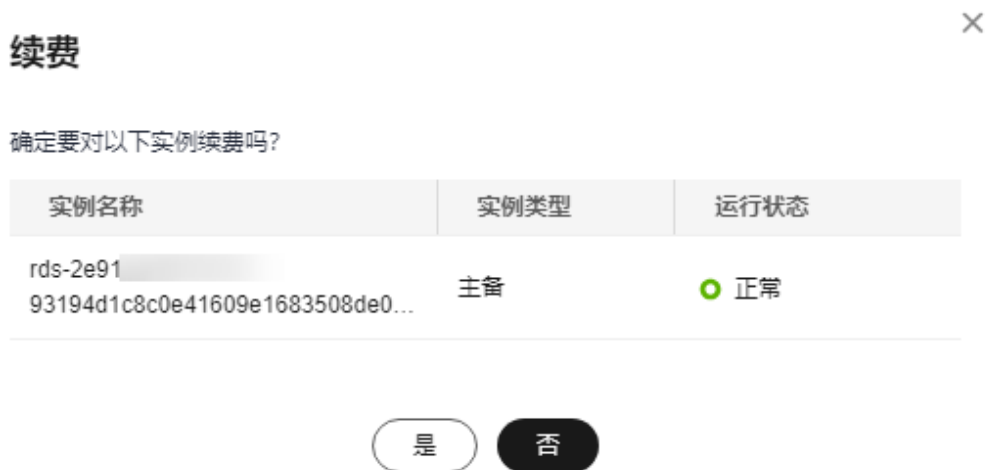 续费
确定要对以下实例续费吗?
实例名称 实例类型 运行状态
rds-2e91
93194d1c8c0e41609e1683508de0...
主备
正常
是 否